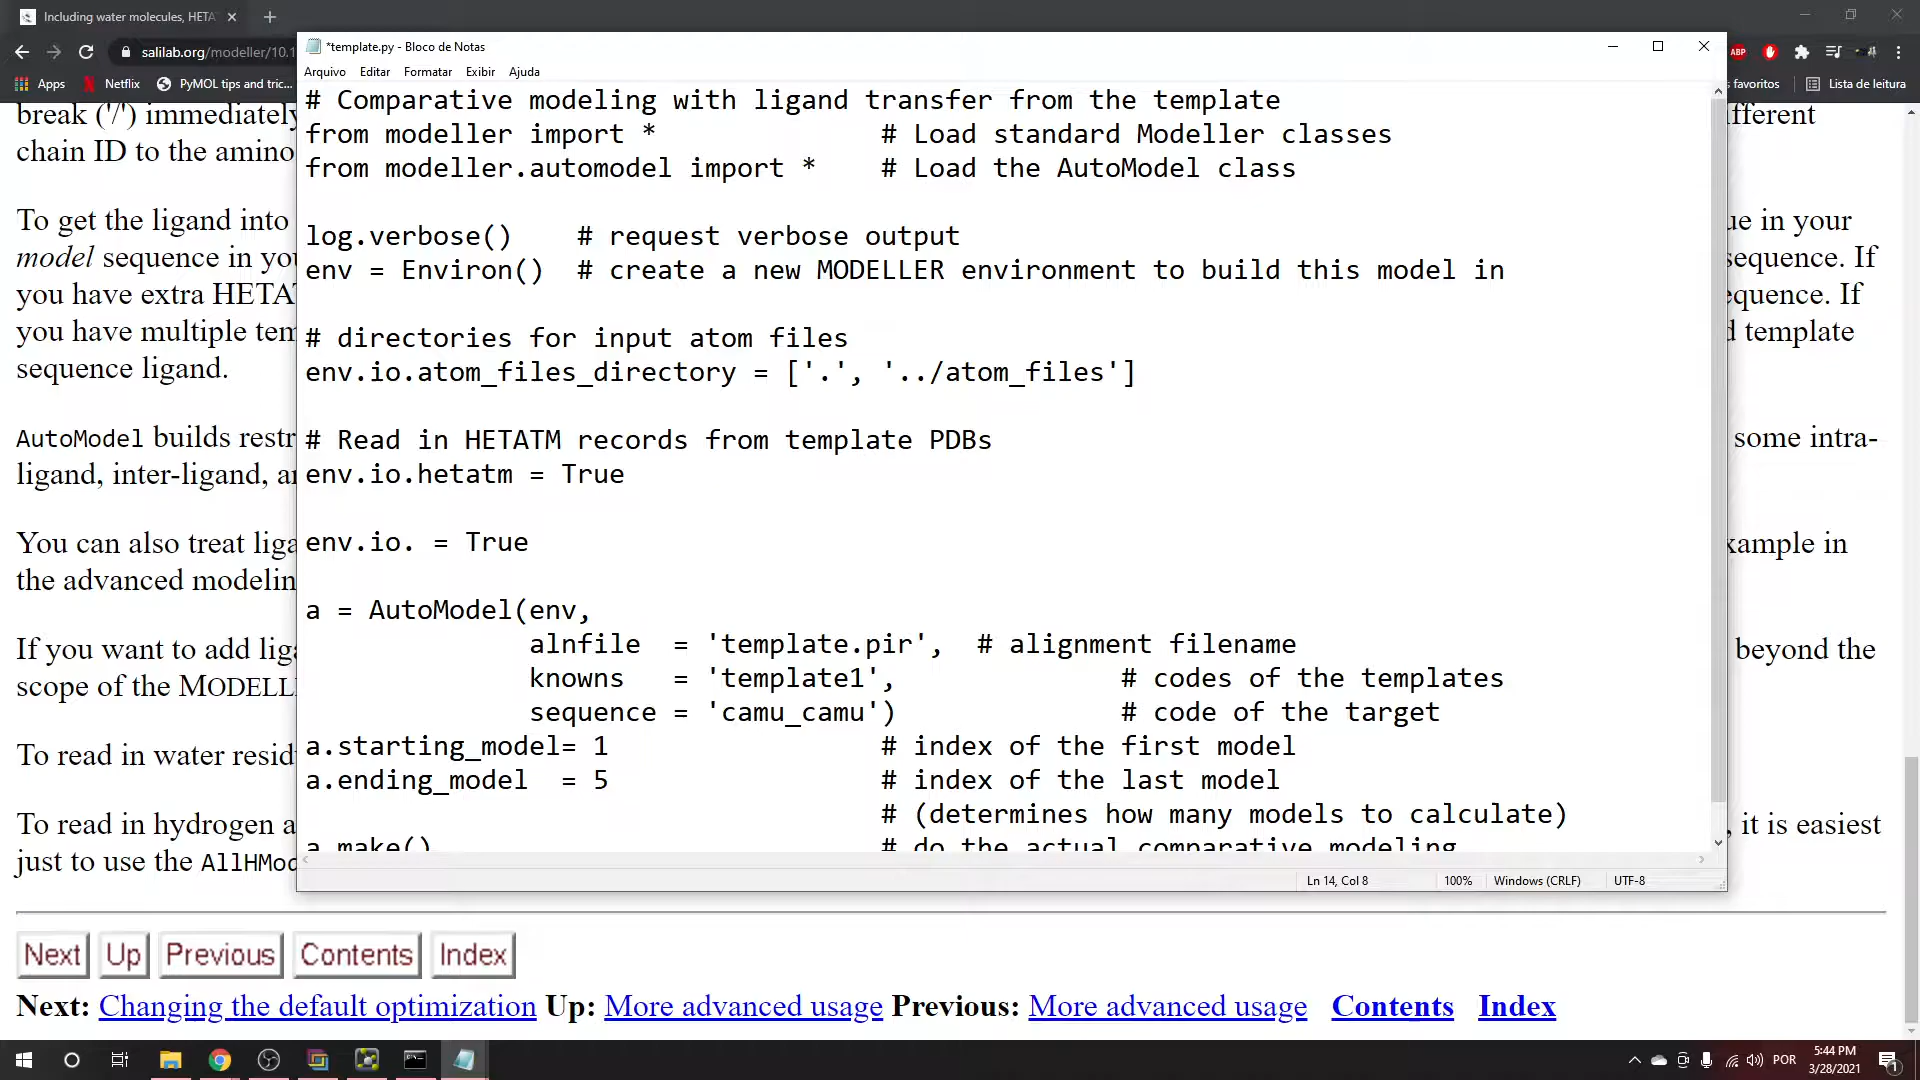 Including water molecules, HETA
salilab.org/modeller/10.1
ABP
Apps
Netflix
PyMOL tips and tric...
s favoritos
Lista de leitura
*template.py - Bloco de Notas
Arquivo
Editar
Formatar
Exibir
Ajuda
break ('/') immediately
fferent
chain ID to the amino
To get the ligand into
ue in your
model sequence in you
sequence. If
you have extra HETA
equence. If
you have multiple tem
d template
sequence ligand.
AutoModel builds restr
some intra-
ligand, inter-ligand, a
You can also treat liga
xample in
the advanced modelin
If you want to add liga
beyond the
scope of the MODELL
To read in water resid
To read in hydrogen a
, it is easiest
just to use the AllHMod
# Comparative modeling with ligand transfer from the template
from modeller import *              # Load standard Modeller classes
from modeller.automodel import *    # Load the AutoModel class
log.verbose()    # request verbose output
env = Environ()  # create a new MODELLER environment to build this model in
# directories for input atom files
env.io.atom_files_directory = ['.', '../atom_files']
# Read in HETATM records from template PDBs
env.io.hetatm = True
env.io. = True
a = AutoModel(env,
              alnfile  = 'template.pir',  # alignment filename
              knowns   = 'template1',              # codes of the templates
              sequence = 'camu_camu')              # code of the target
a.starting_model= 1                 # index of the first model
a.ending_model  = 5                 # index of the last model
                                    # (determines how many models to calculate)
a.make()                            # do the actual comparative modeling
Ln 14, Col 8
100%
Windows (CRLF)
UTF-8
Next
Up
Previous
Contents
Index
Next: Changing the default optimization Up: More advanced usage Previous: More advanced usage Contents Index
POR
5:44 PM
3/28/2021
1